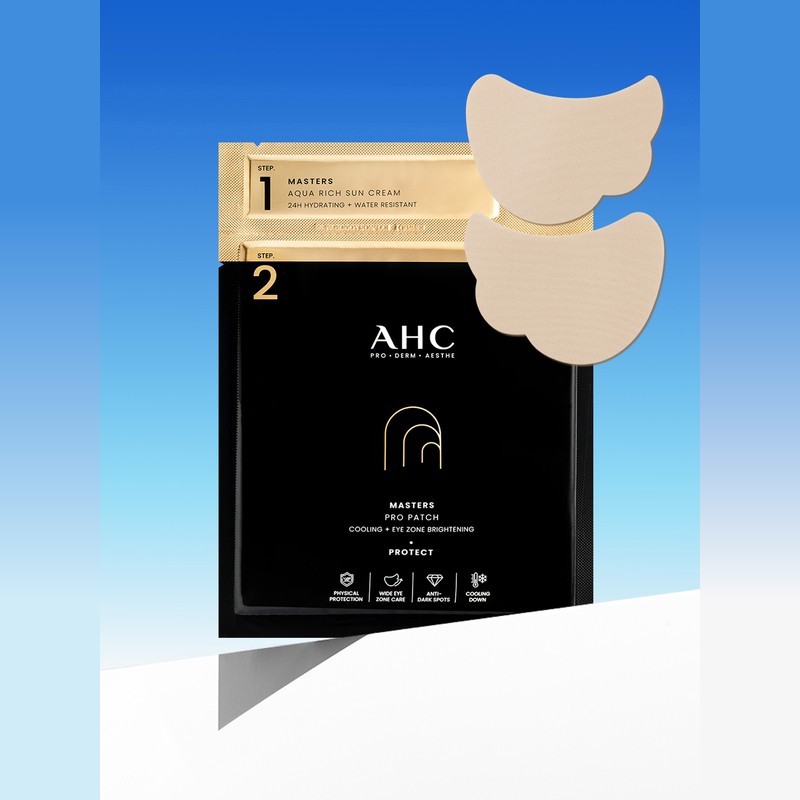 STEP.
1
MASTERS
AQUA RICH SUN CREAM
24H HYDRATING + WATER RESISTANT
STEP.
2
AHC
PRO • DERM • AESTHE
MASTERS
PRO PATCH
COOLING + EYE ZONE BRIGHTENING
PROTECT
PHYSICAL PROTECTION
WIDE EYE ZONE CARE
ANTI-DARK SPOTS
COOLING DOWN